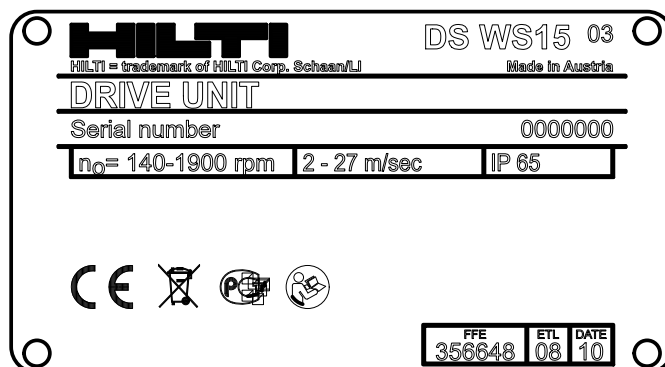 HILTI DS WS15 03
HILTI = trademark of HILTI Corp. Schaan/LI Made in Austria
DRIVE UNIT
Serial number 0000000
n₀= 140-1900 rpm 2 - 27 m/sec IP 65
CE PCT
FFE ETL DATE
356648 08 10